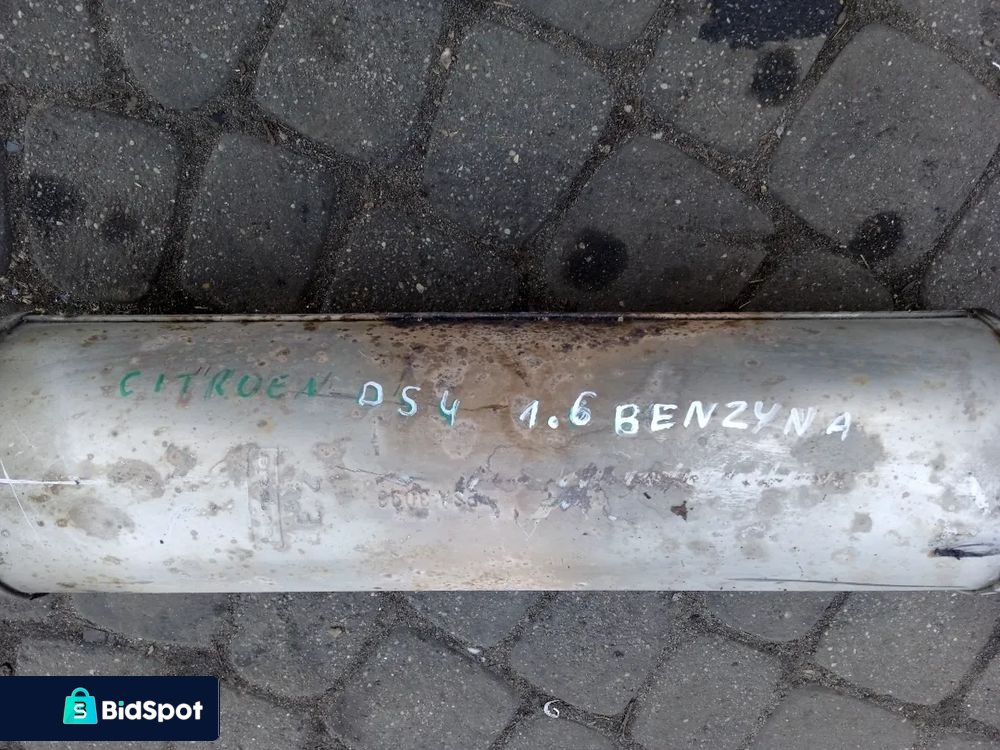 CITROEN DS4 1.6 BENZYNA
BidSpot